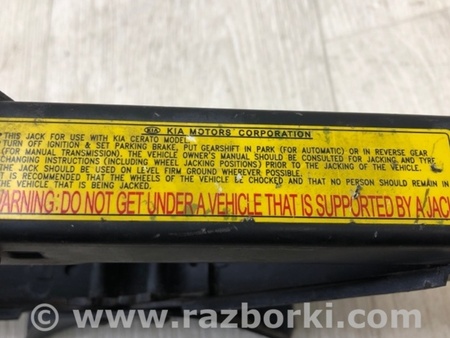 KIA KIA MOTORS CORPORATION
*THIS JACK FOR USE WITH KIA CERATO MODEL.
*TURN OFF IGNITION & SET PARKING BRAKE, PUT GEARSHIFT IN PARK (FOR AUTOMATIC) OR IN REVERSE GEAR
(FOR MANUAL TRANSMISSION). THE VEHICLE OWNER'S MANUAL SHOULD BE CONSULTED FOR JACKING AND TYRE
CHANGING INSTRUCTIONS (INCLUDING WHEEL JACKING POSITIONS) PRIOR TO THE JACKING OF THE VEHICLE.
THE JACK SHOULD BE USED ON LEVEL FIRM GROUND WHEREVER POSSIBLE.
IS RECOMMENDED THAT THE WHEELS OF THE VEHICLE BE CHOCKED AND THAT NO PERSON SHOULD REMAIN IN
THE VEHICLE THAT IS BEING JACKED.
WARNING: DO NOT GET UNDER A VEHICLE THAT IS SUPPORTED BY A JACK
www.razborki.com